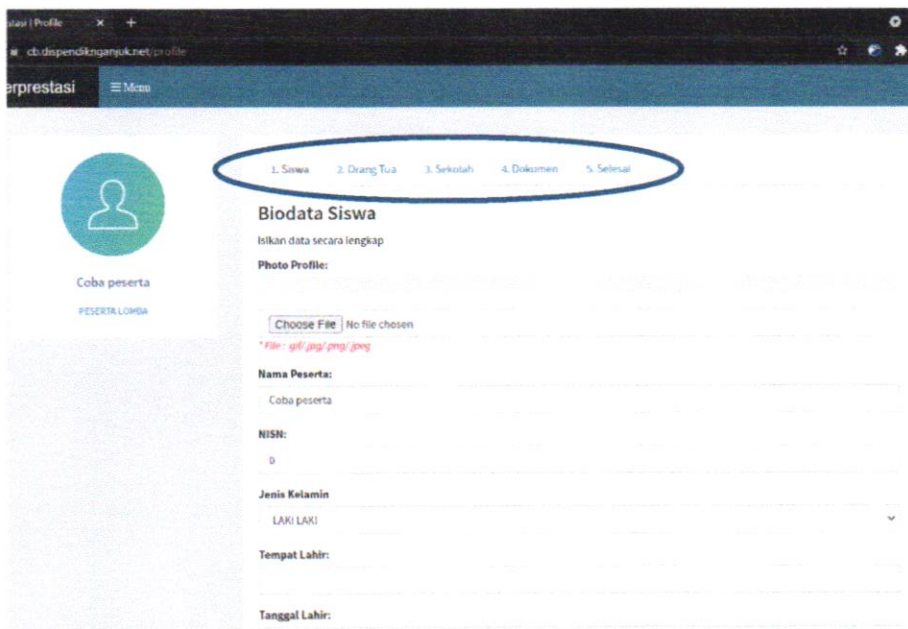 stasi | Profile × +
cb.dispendiknganjuk.net/profile
erprestasi ≡ Menu
1. Siswa 2. Orang Tua 3. Sekolah 4. Dokumen 5. Selesai
Biodata Siswa
Isikan data secara lengkap
Photo Profile:
Coba peserta
PESERTA LOMBA
Choose File No file chosen
* File : .gif/.jpg/.png/.jpeg
Nama Peserta:
Coba peserta
NISN:
0
Jenis Kelamin
LAKI LAKI
Tempat Lahir:
Tanggal Lahir: